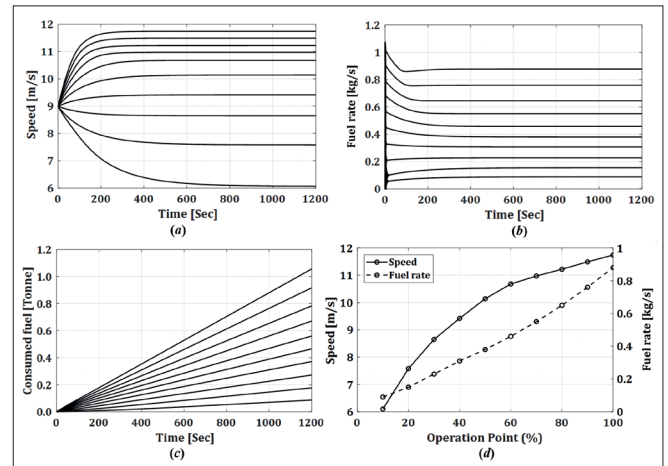 12
11
10
9
8
7
6
Speed [m/s]
0 200 400 600 800 1000 1200
Time [Sec]
(a)
1.2
1
0.8
0.6
0.4
0.2
0
Fuel rate [kg/s]
0 200 400 600 800 1000 1200
Time [Sec]
(b)
1.2
1.0
0.8
0.6
0.4
0.2
0.0
Consumed fuel [Tonne]
0 200 400 600 800 1000 1200
Time [Sec]
(c)
12
11
10
9
8
7
6
Speed [m/s]
Speed
Fuel rate
1
0.8
0.6
0.4
0.2
0
Fuel rate [kg/s]
0 10 20 30 40 50 60 70 80 90 100
Operation Point (%)
(d)